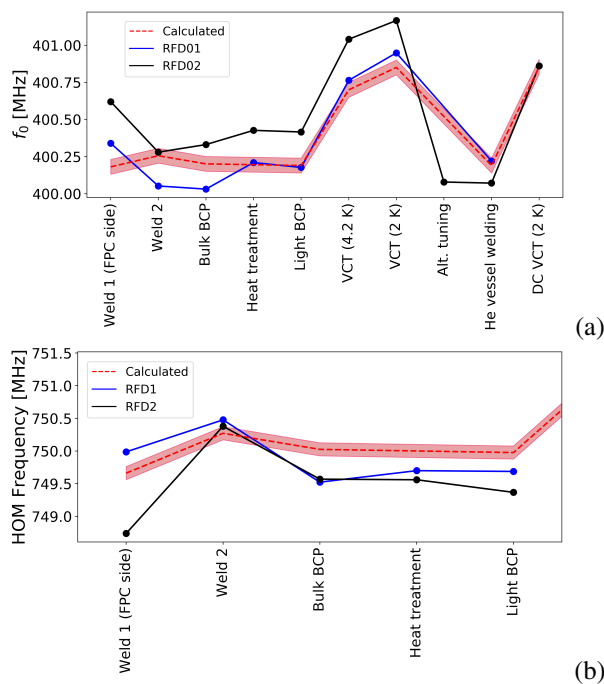 401.00
400.75
400.50
400.25
400.00
f₀ [MHz]
Calculated
RFD01
RFD02
Weld 1 (FPC side)
Weld 2
Bulk BCP
Heat treatment
Light BCP
VCT (4.2 K)
VCT (2 K)
Alt. tuning
He vessel welding
DC VCT (2 K)
(a)
751.5
751.0
750.5
750.0
749.5
749.0
HOM Frequency [MHz]
Calculated
RFD1
RFD2
Weld 1 (FPC side)
Weld 2
Bulk BCP
Heat treatment
Light BCP
(b)